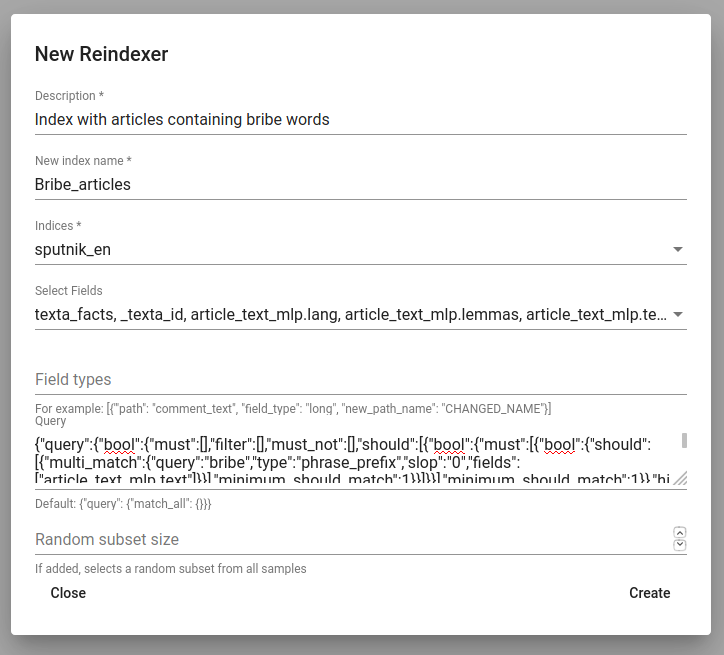 New Reindexer
Description *
Index with articles containing bribe words
New index name *
Bribe_articles
Indices *
sputnik_en
Select Fields
texta_facts, _texta_id, article_text_mlp.lang, article_text_mlp.lemmas, article_text_mlp.te...
Field types
For example: [{"path": "comment_text", "field_type": "long", "new_path_name": "CHANGED_NAME"}]
Query
{"query":{"bool":{"must":[],"filter":[],"must_not":[],"should":[{"bool":{"must":[{"bool":{"should":
[{"multi_match":{"query":"bribe","type":"phrase_prefix","slop":"0","fields":
["article_text_mlp.text"]}}],"minimum_should_match":1}}]}}],"minimum_should_match":1}},"hi
Default: {"query": {"match_all": {}}}
Random subset size
If added, selects a random subset from all samples
Close
Create